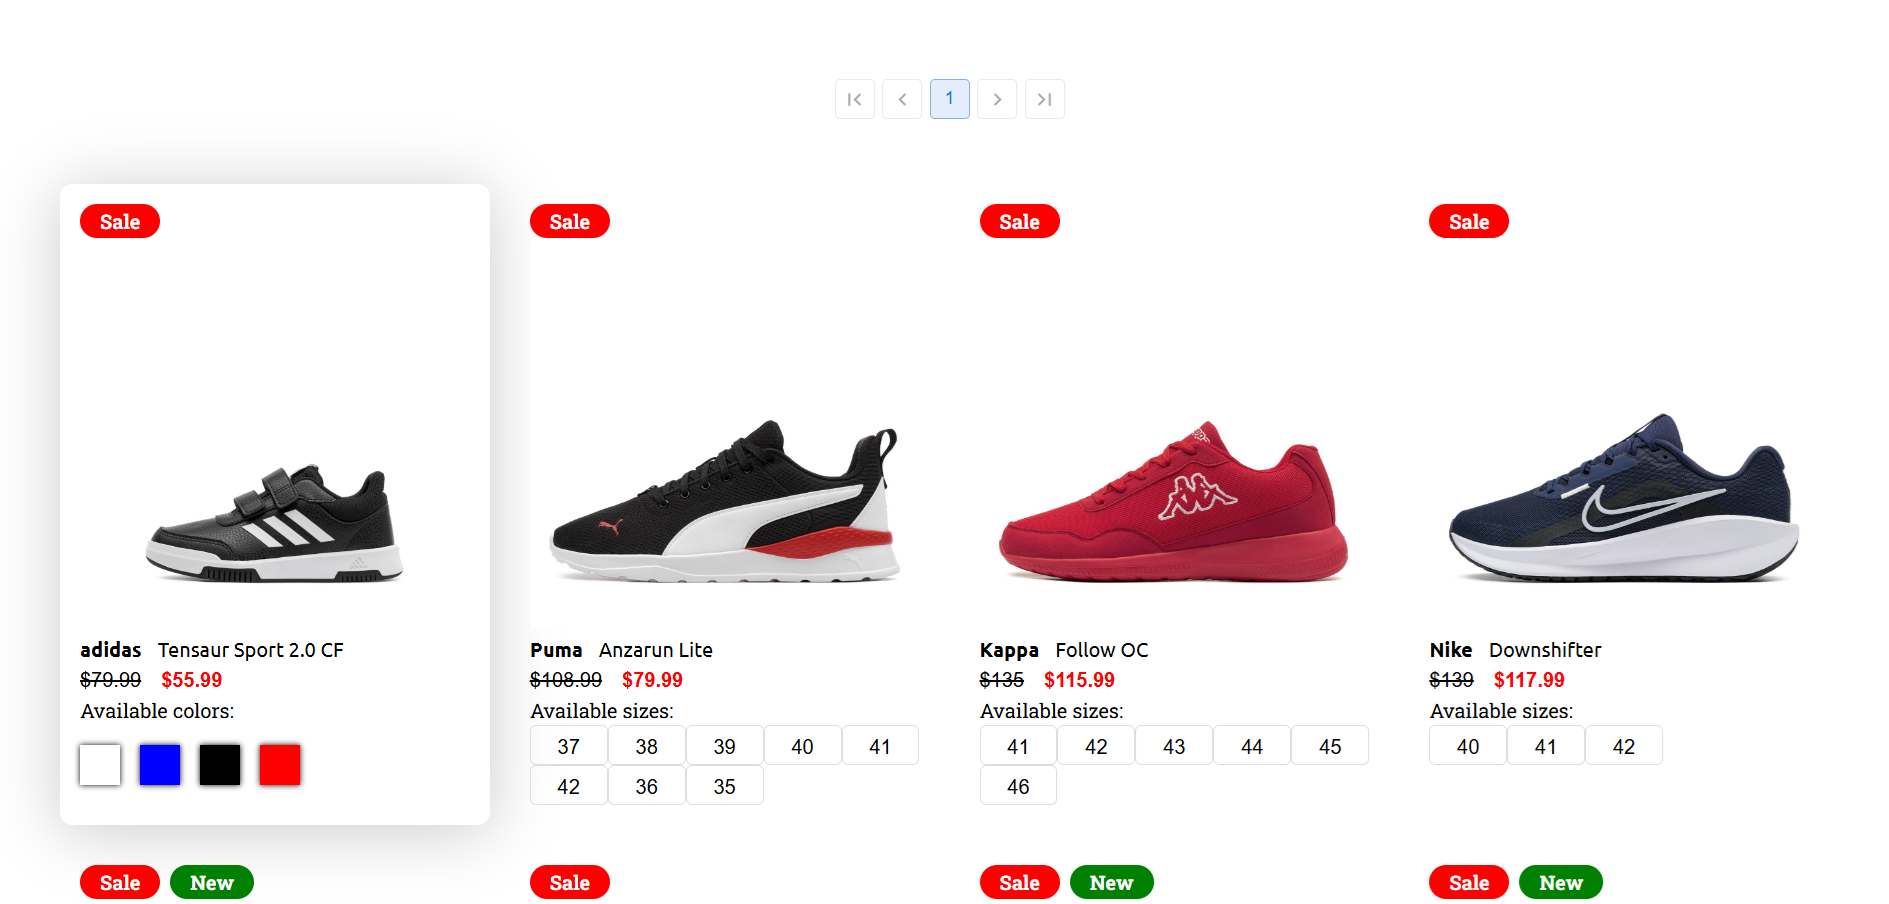 1
Sale
Sale
Sale
Sale
adidas Tensaur Sport 2.0 CF
$79.99 $55.99
Available colors:
Puma Anzarun Lite
$108.99 $79.99
Available sizes:
37 38 39 40 41
42 36 35
Kappa Follow OC
$135 $115.99
Available sizes:
41 42 43 44 45
46
Nike Downshifter
$139 $117.99
Available sizes:
40 41 42
Sale New
Sale
Sale New
Sale New